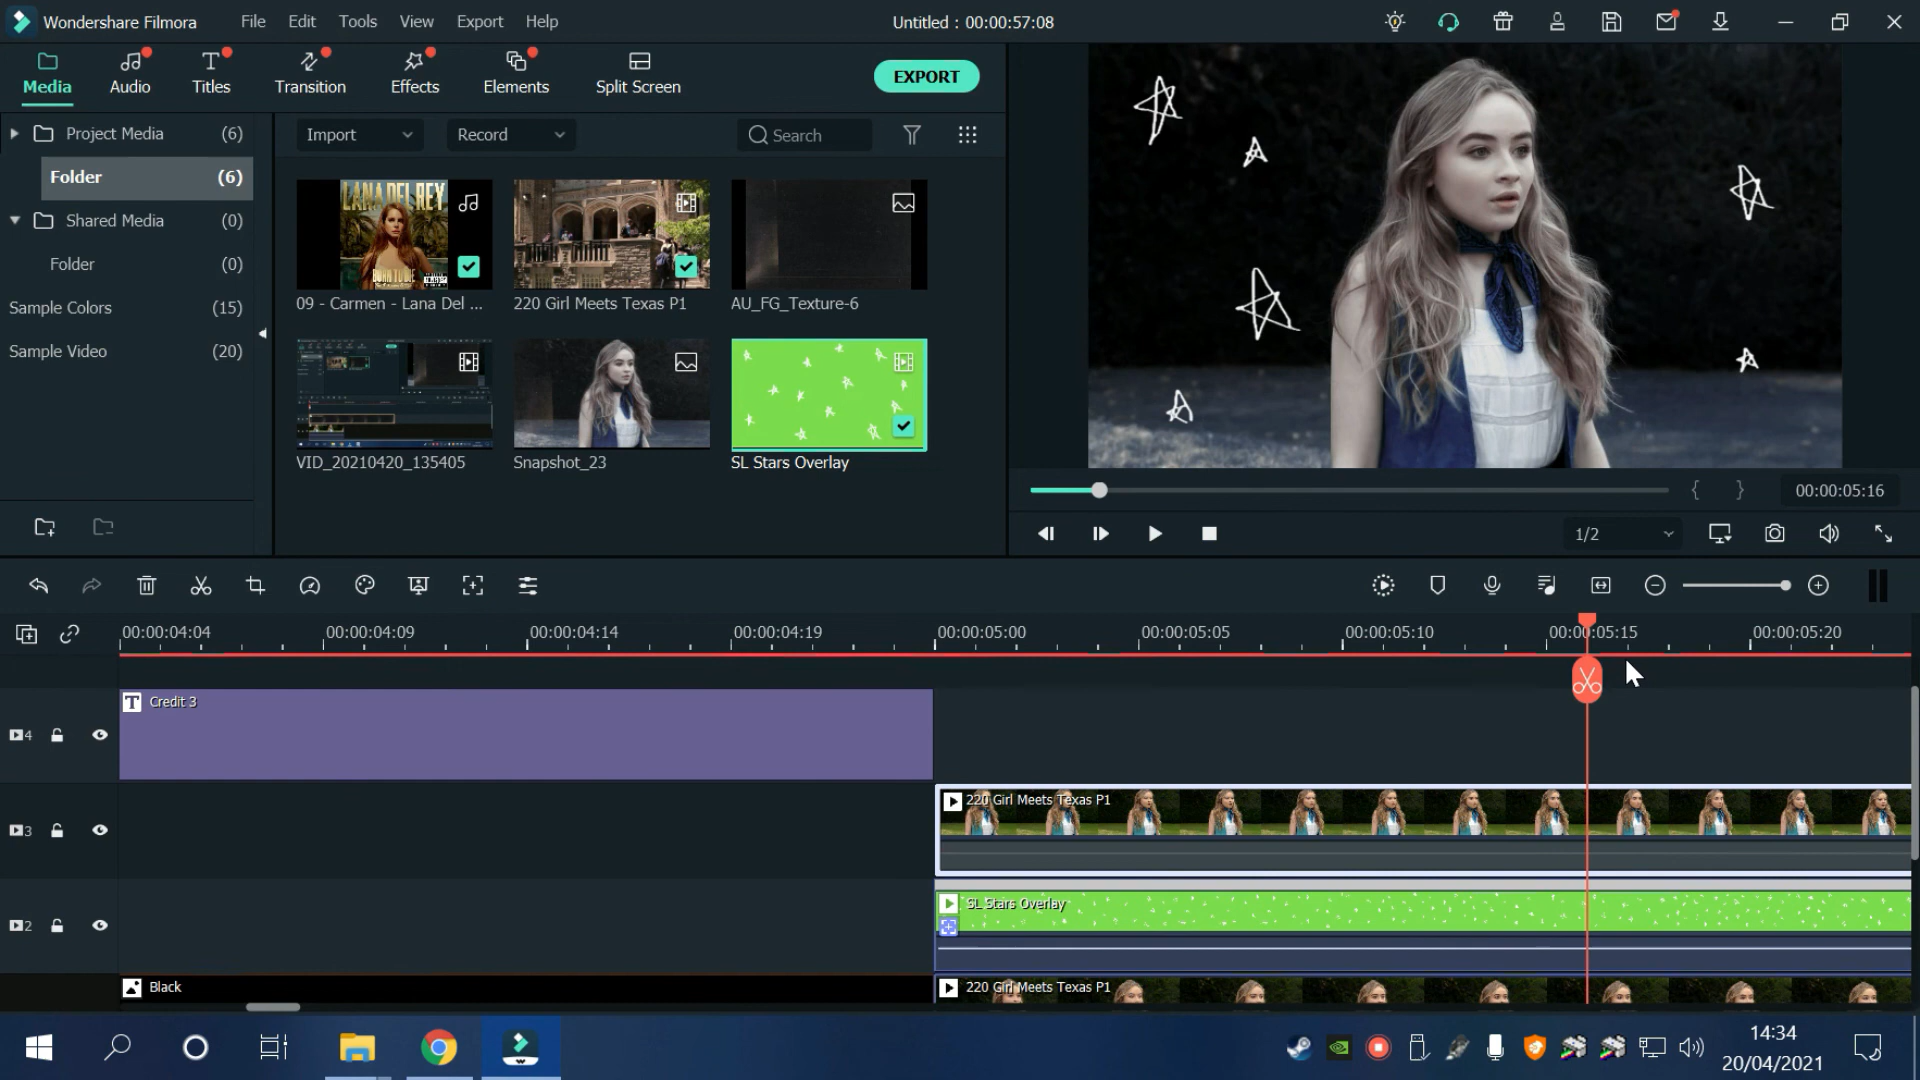 Wondershare Filmora
File Edit Tools View Export Help
Untitled : 00:00:57:08
Media Audio Titles Transition Effects Elements Split Screen
EXPORT
Project Media (6)
Folder (6)
Shared Media (0)
Folder (0)
Sample Colors (15)
Sample Video (20)
Import Record Search
LANA DEL REY
BORN TO DIE
09 - Carmen - Lana Del ...
220 Girl Meets Texas P1
AU_FG_Texture-6
VID_20210420_135405
Snapshot_23
SL Stars Overlay
{ } 00:00:05:16
1/2
00:00:04:04 00:00:04:09 00:00:04:14 00:00:04:19 00:00:05:00 00:00:05:05 00:00:05:10 00:00:05:15 00:00:05:20
4
T Credit 3
3
220 Girl Meets Texas P1
2
SL Stars Overlay
Black
220 Girl Meets Texas P1
14:34
20/04/2021